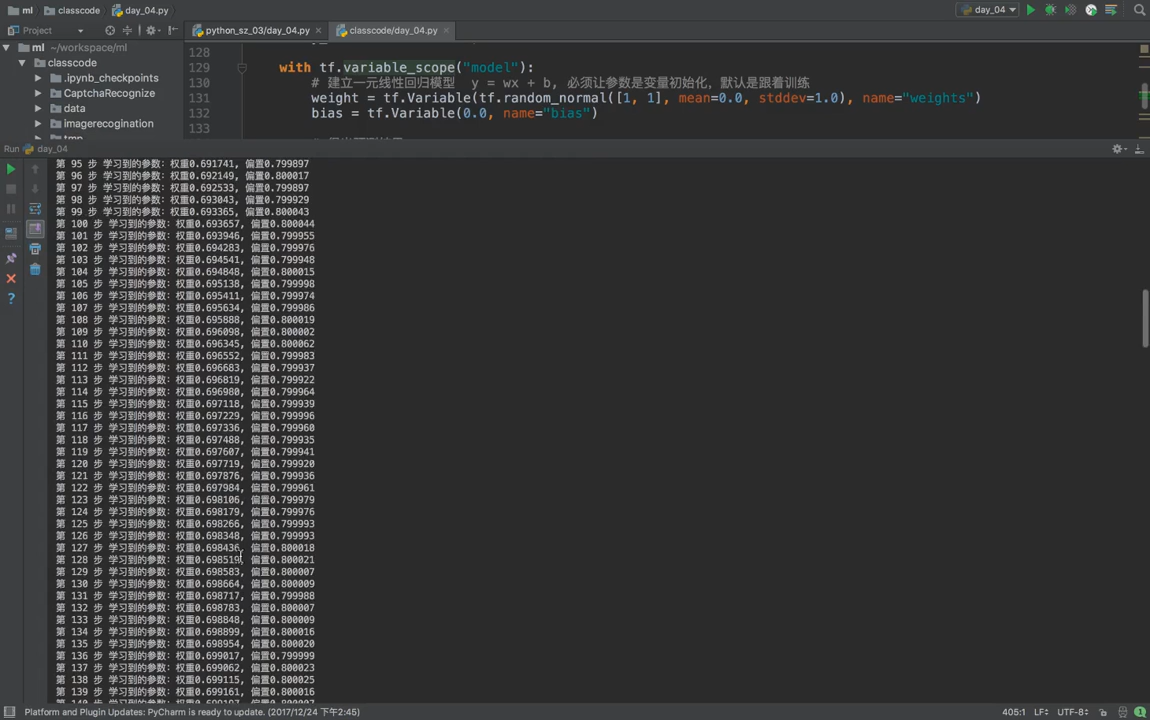 ml classcode day_04.py day_04
Project python_sz_03/day_04.py classcode/day_04.py
ml ~/workspace/ml
classcode
.ipynb_checkpoints
CaptchaRecognize
data
imagerecogination
128
129 with tf.variable_scope("model"):
130 # 建立一元线性回归模型 y = wx + b, 必须让参数是变量初始化, 默认是跟着训练
131 weight = tf.Variable(tf.random_normal([1, 1], mean=0.0, stddev=1.0), name="weights")
132 bias = tf.Variable(0.0, name="bias")
133
Run day_04
第 95 步 学习到的参数: 权重0.691741, 偏置0.799897
第 96 步 学习到的参数: 权重0.692149, 偏置0.800017
第 97 步 学习到的参数: 权重0.692533, 偏置0.799897
第 98 步 学习到的参数: 权重0.693043, 偏置0.799929
第 99 步 学习到的参数: 权重0.693365, 偏置0.800043
第 100 步 学习到的参数: 权重0.693657, 偏置0.800044
第 101 步 学习到的参数: 权重0.693946, 偏置0.799955
第 102 步 学习到的参数: 权重0.694283, 偏置0.799976
第 103 步 学习到的参数: 权重0.694541, 偏置0.799948
第 104 步 学习到的参数: 权重0.694848, 偏置0.800015
第 105 步 学习到的参数: 权重0.695138, 偏置0.799998
第 106 步 学习到的参数: 权重0.695411, 偏置0.799974
第 107 步 学习到的参数: 权重0.695634, 偏置0.799986
第 108 步 学习到的参数: 权重0.695888, 偏置0.800019
第 109 步 学习到的参数: 权重0.696098, 偏置0.800002
第 110 步 学习到的参数: 权重0.696345, 偏置0.800062
第 111 步 学习到的参数: 权重0.696552, 偏置0.799983
第 112 步 学习到的参数: 权重0.696683, 偏置0.799937
第 113 步 学习到的参数: 权重0.696819, 偏置0.799922
第 114 步 学习到的参数: 权重0.696980, 偏置0.799964
第 115 步 学习到的参数: 权重0.697118, 偏置0.799939
第 116 步 学习到的参数: 权重0.697229, 偏置0.799996
第 117 步 学习到的参数: 权重0.697336, 偏置0.799960
第 118 步 学习到的参数: 权重0.697488, 偏置0.799935
第 119 步 学习到的参数: 权重0.697607, 偏置0.799941
第 120 步 学习到的参数: 权重0.697719, 偏置0.799920
第 121 步 学习到的参数: 权重0.697876, 偏置0.799936
第 122 步 学习到的参数: 权重0.697984, 偏置0.799961
第 123 步 学习到的参数: 权重0.698106, 偏置0.799979
第 124 步 学习到的参数: 权重0.698179, 偏置0.799976
第 125 步 学习到的参数: 权重0.698266, 偏置0.799993
第 126 步 学习到的参数: 权重0.698348, 偏置0.799993
第 127 步 学习到的参数: 权重0.698436, 偏置0.800018
第 128 步 学习到的参数: 权重0.698519, 偏置0.800021
第 129 步 学习到的参数: 权重0.698583, 偏置0.800007
第 130 步 学习到的参数: 权重0.698664, 偏置0.800009
第 131 步 学习到的参数: 权重0.698717, 偏置0.799988
第 132 步 学习到的参数: 权重0.698783, 偏置0.800007
第 133 步 学习到的参数: 权重0.698848, 偏置0.800009
第 134 步 学习到的参数: 权重0.698899, 偏置0.800016
第 135 步 学习到的参数: 权重0.698954, 偏置0.800020
第 136 步 学习到的参数: 权重0.699017, 偏置0.799999
第 137 步 学习到的参数: 权重0.699062, 偏置0.800023
第 138 步 学习到的参数: 权重0.699115, 偏置0.800025
第 139 步 学习到的参数: 权重0.699161, 偏置0.800016
Platform and Plugin Updates: PyCharm is ready to update. (2017/12/24 下午2:45) 405:1 LF UTF-8